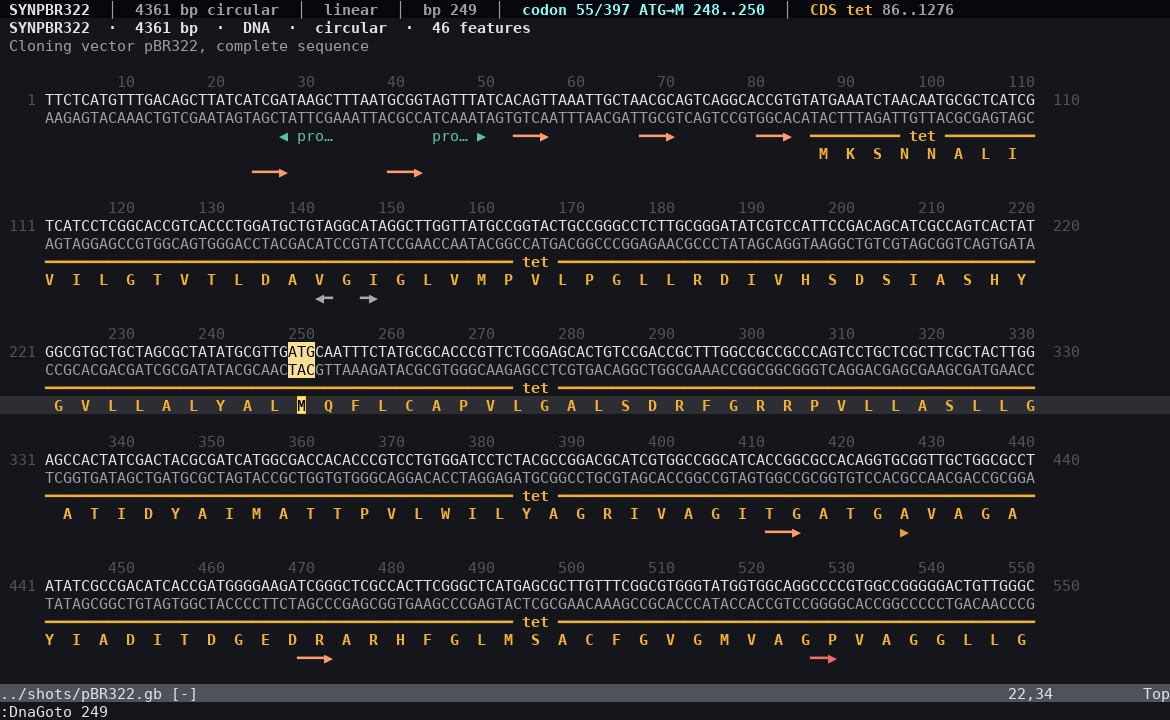 SYNPBR322 │ 4361 bp circular │ linear │ bp 249 │ codon 55/397 ATG→M 248..250 │ CDS tet 86..1276
SYNPBR322 · 4361 bp · DNA · circular · 46 features
Cloning vector pBR322, complete sequence
10 20 30 40 50 60 70 80 90 100 110
1 TTCTCATGTTTGACAGCTTATCATCGATAAGCTTTAATGCGGTAGTTTATCACAGTTAAATTGCTAACGCAGTCAGGCACCGTGTATGAAATCTAACAATGCGCTCATCG 110
AAGAGTACAAACTGTCGAATAGTAGCTATTCGAAATTACGCCATCAAATAGTGTCAATTTAACGATTGCGTCAGTCCGTGGCACATACTTTAGATTGTTACGCGAGTAGC
◀ pro… pro… ▶ tet
M K S N N A L I
120 130 140 150 160 170 180 190 200 210 220
111 TCATCCTCGGCACCGTCACCCTGGATGCTGTAGGCATAGGCTTGGTTATGCCGGTACTGCCGGGCCTCTTGCGGGATATCGTCCATTCCGACAGCATCGCCAGTCACTAT 220
AGTAGGAGCCGTGGCAGTGGGACCTACGACATCCGTATCCGAACCAATACGGCCATGACGGCCCGGAGAACGCCCTATAGCAGGTAAGGCTGTCGTAGCGGTCAGTGATA
tet
V I L G T V T L D A V G I G L V M P V L P G L L R D I V H S D S I A S H Y
230 240 250 260 270 280 290 300 310 320 330
221 GGCGTGCTGCTAGCGCTATATGCGTTGATGCAATTTCTATGCGCACCCGTTCTCGGAGCACTGTCCGACCGCTTTGGCCGCCGCCCAGTCCTGCTCGCTTCGCTACTTGG 330
CCGCACGACGATCGCGATATACGCAACTACGTTAAAGATACGCGTGGGCAAGAGCCTCGTGACAGGCTGGCGAAACCGGCGGCGGGTCAGGACGAGCGAAGCGATGAACC
tet
G V L L A L Y A L M Q F L C A P V L G A L S D R F G R R P V L L A S L L G
340 350 360 370 380 390 400 410 420 430 440
331 AGCCACTATCGACTACGCGATCATGGCGACCACACCCGTCCTGTGGATCCTCTACGCCGGACGCATCGTGGCCGGCATCACCGGCGCCACAGGTGCGGTTGCTGGCGCCT 440
TCGGTGATAGCTGATGCGCTAGTACCGCTGGTGTGGGCAGGACACCTAGGAGATGCGGCCTGCGTAGCACCGGCCGTAGTGGCCGCGGTGTCCACGCCAACGACCGCGGA
tet
A T I D Y A I M A T T P V L W I L Y A G R I V A G I T G A T G A V A G A
450 460 470 480 490 500 510 520 530 540 550
441 ATATCGCCGACATCACCGATGGGGAAGATCGGGCTCGCCACTTCGGGCTCATGAGCGCTTGTTTCGGCGTGGGTATGGTGGCAGGCCCCGTGGCCGGGGGACTGTTGGGC 550
TATAGCGGCTGTAGTGGCTACCCCTTCTAGCCCGAGCGGTGAAGCCCGAGTACTCGCGAACAAAGCCGCACCCATACCACCGTCCGGGGCACCGGCCCCCTGACAACCCG
tet
Y I A D I T D G E D R A R H F G L M S A C F G V G M V A G P V A G G L L G
../shots/pBR322.gb [-] 22,34 Top
:DnaGoto 249